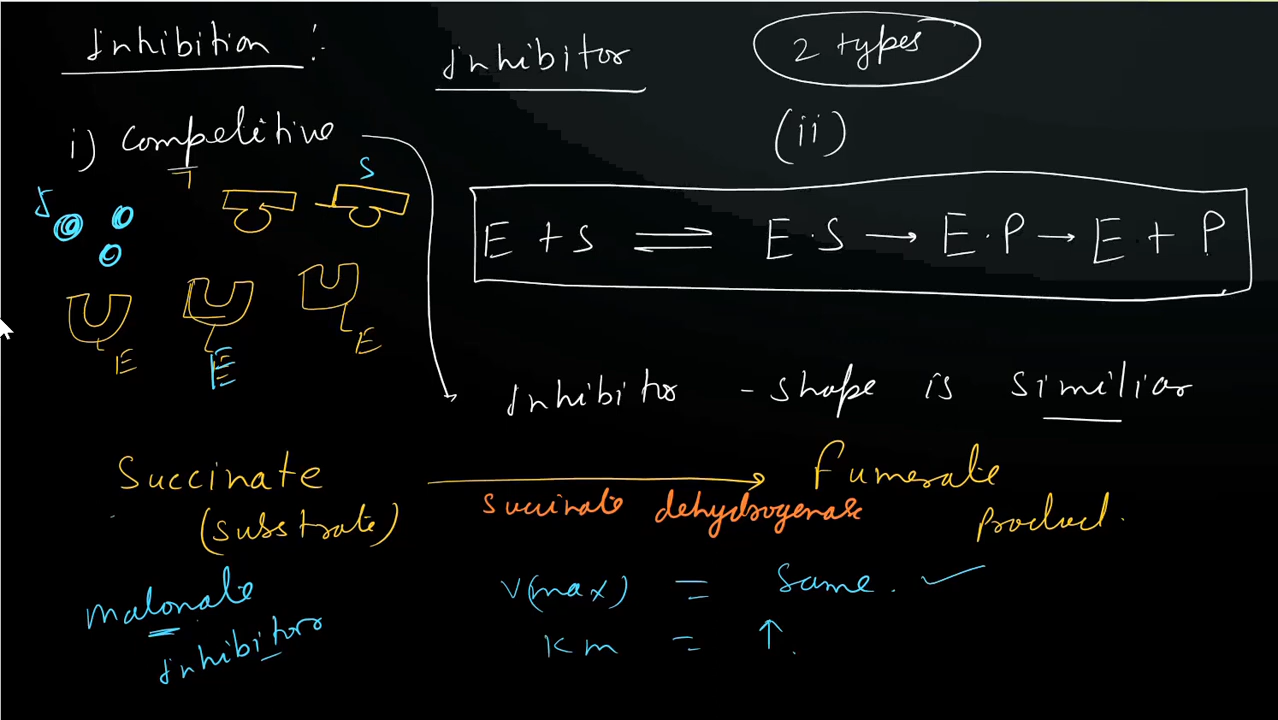 Inhibition :
Inhibitor
2 types
i) Competitive
(ii)
S
E + S ⇌ E·S → E·P → E + P
E
E
E
Inhibitor - shape is similiar
Succinate → fumerate
(substrate) succinate dehydrogenase product.
malonate
Inhibitors
V(max) = Same. ✓
Km = ↑.